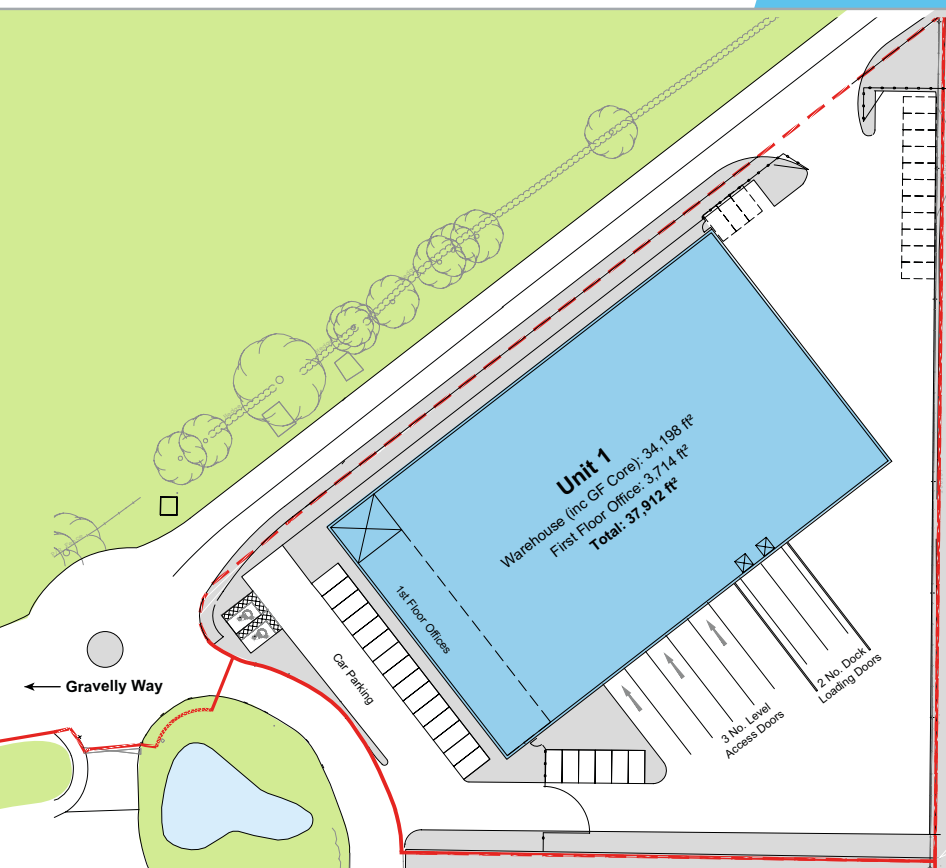 Unit 1
Warehouse (inc GF Core): 34,198 ft²
First Floor Office: 3,714 ft²
Total: 37,912 ft²
1st Floor Offices
Car Parking
Gravelly Way
3 No. Level
Access Doors
2 No. Dock
Loading Doors